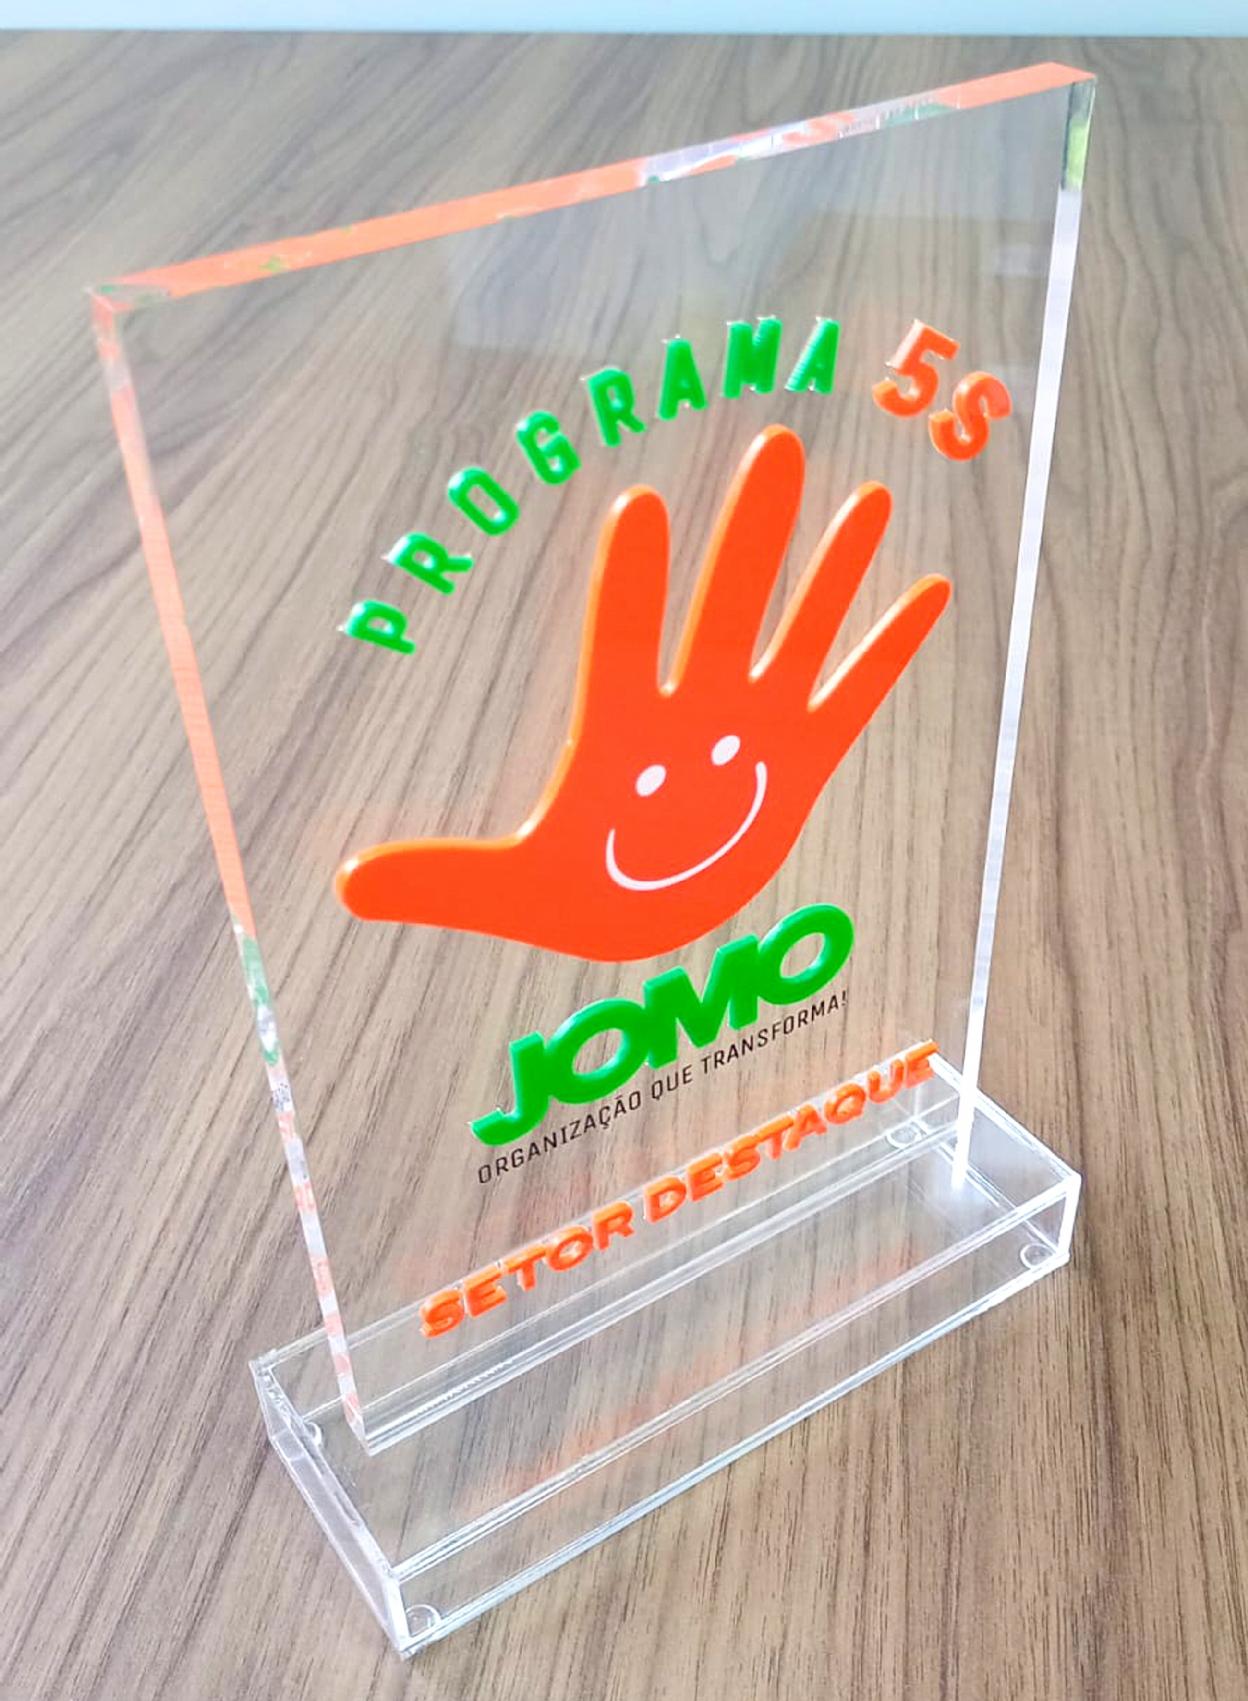 PROGRAMA 5S
JOMO
ORGANIZAÇÃO QUE TRANSFORMA!
SETOR DESTAQUE